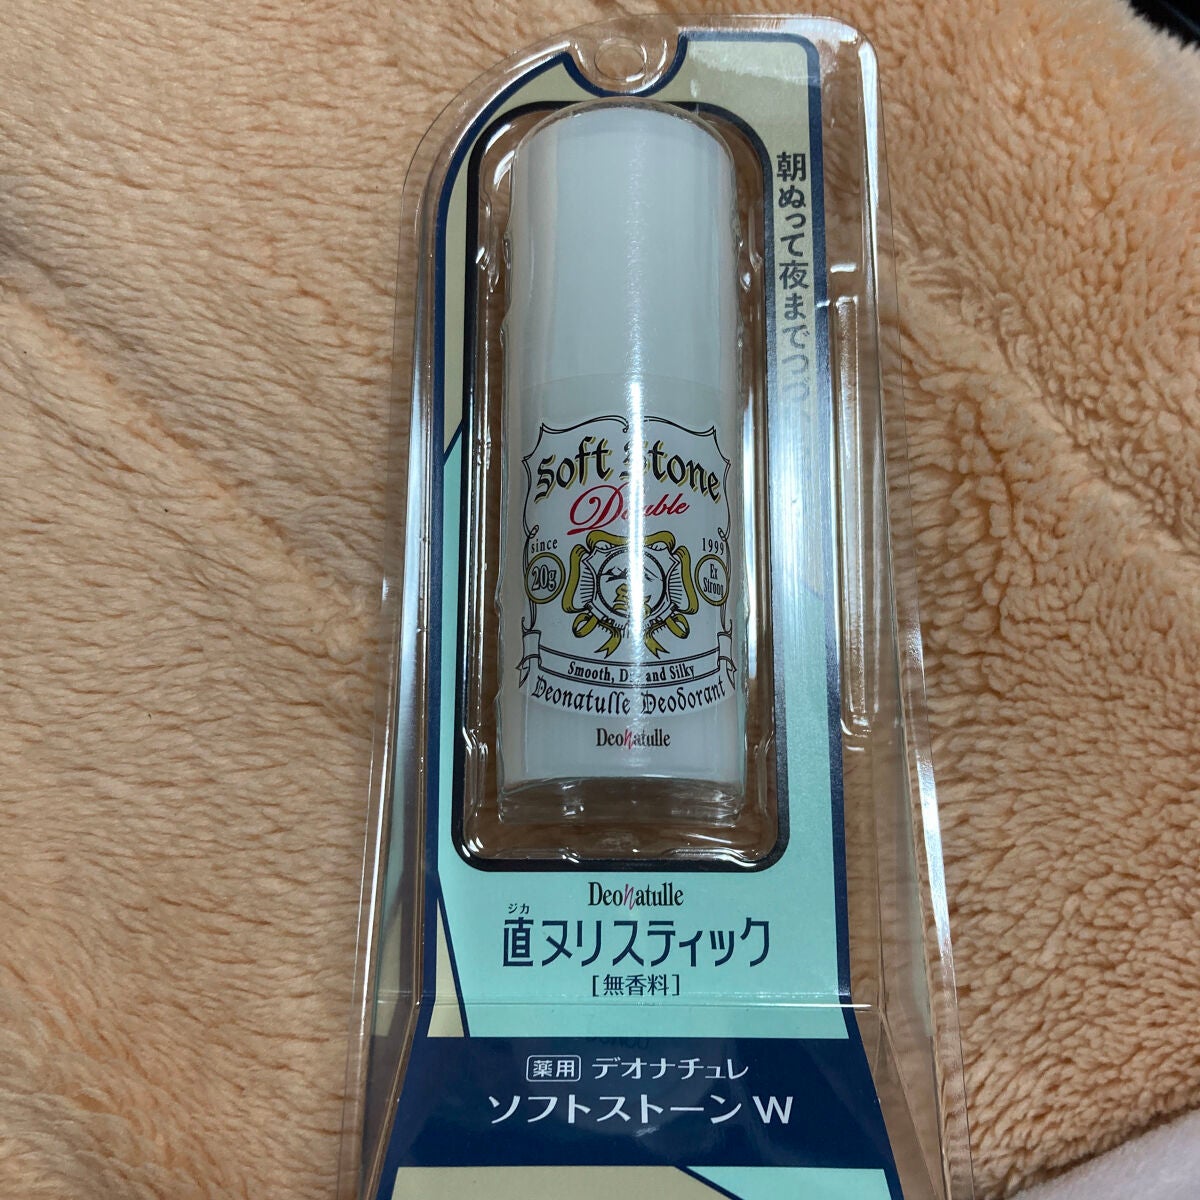 朝ぬって夜までつづ
Soft Stone
Double
since 1999
20g
Ex Strong
Smooth, Dry and Silky
Deonatulle Deodorant
Deonatulle
Deonatulle
ジカ
直ヌリスティック
[無香料]
薬用 デオナチュレ
ソフトストーンW